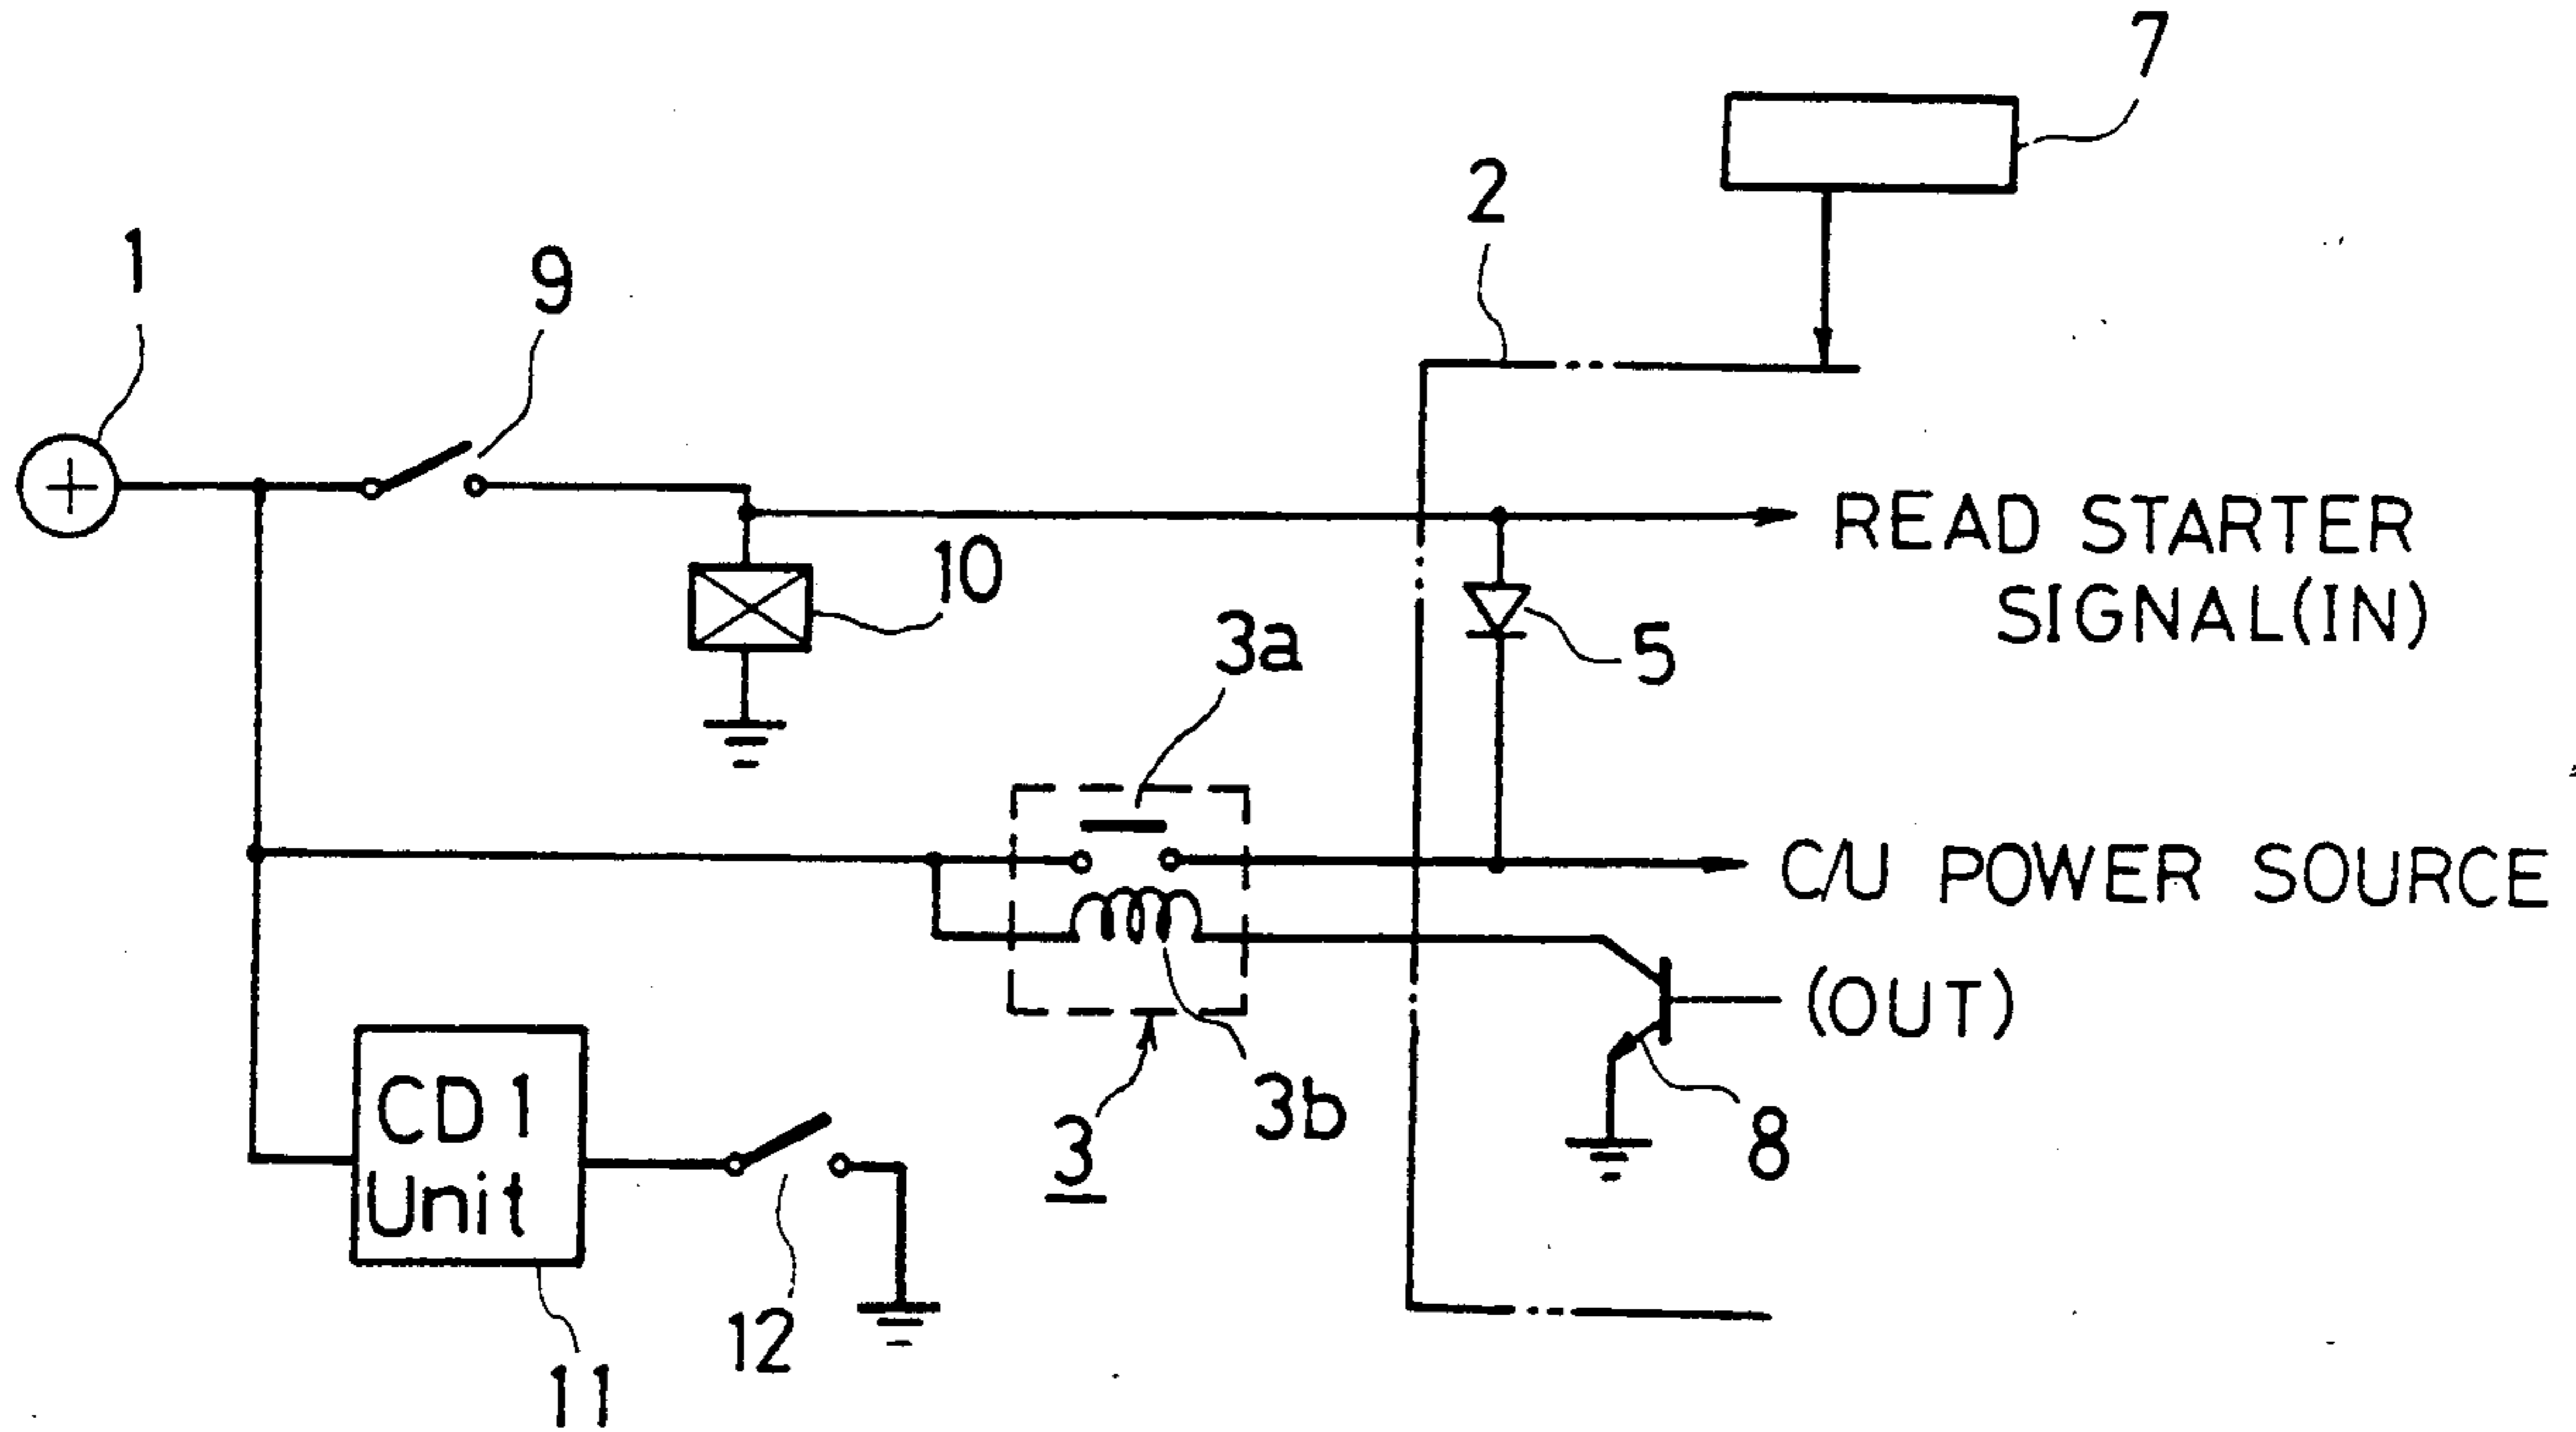 7
2
1
9
READ STARTER
SIGNAL(IN)
10
3a
5
C/U POWER SOURCE
(OUT)
CD1
Unit
3
3b
8
12
11